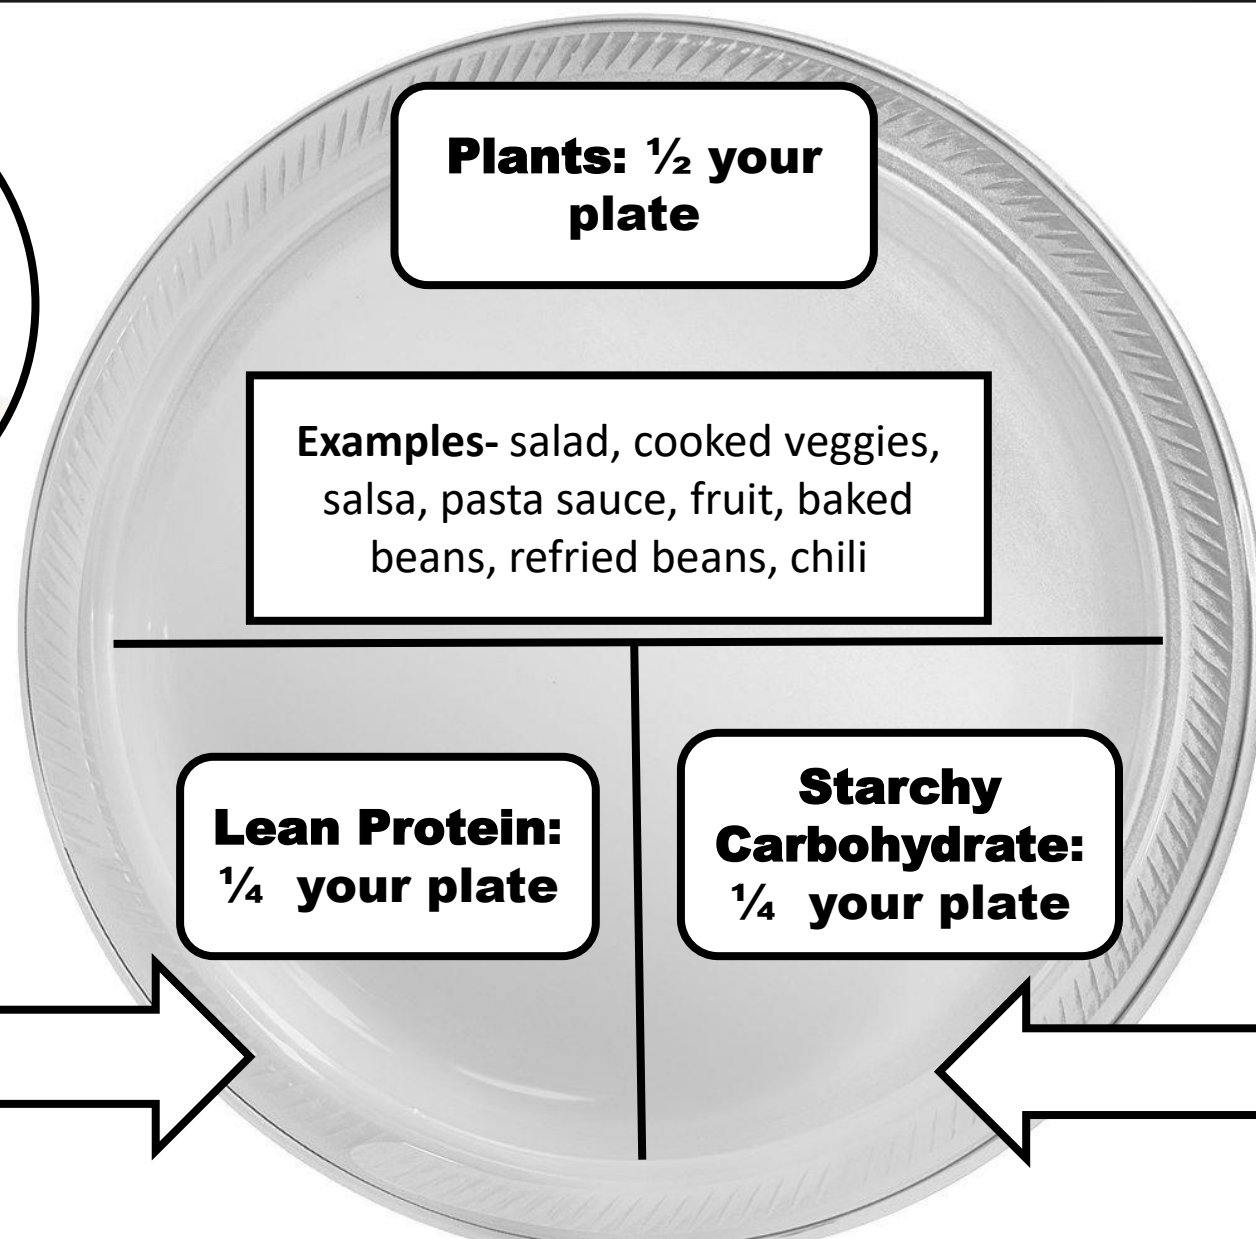 Plants: ½ your
plate
Examples- salad, cooked veggies,
salsa, pasta sauce, fruit, baked
beans, refried beans, chili
Lean Protein:
¼ your plate
Starchy
Carbohydrate:
¼ your plate